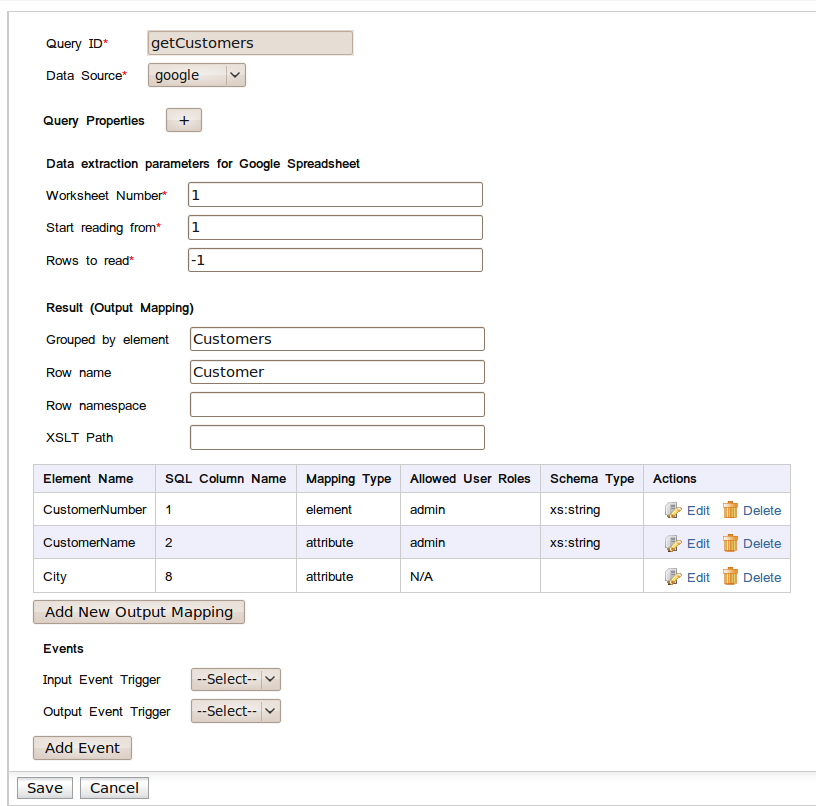 Query ID* getCustomers
Data Source* google
Query Properties +
Data extraction parameters for Google Spreadsheet
Worksheet Number* 1
Start reading from* 1
Rows to read* -1
Result (Output Mapping)
Grouped by element Customers
Row name Customer
Row namespace
XSLT Path
Element Name SQL Column Name Mapping Type Allowed User Roles Schema Type Actions
CustomerNumber 1 element admin xs:string Edit Delete
CustomerName 2 attribute admin xs:string Edit Delete
City 8 attribute N/A Edit Delete
Add New Output Mapping
Events
Input Event Trigger --Select--
Output Event Trigger --Select--
Add Event
Save Cancel